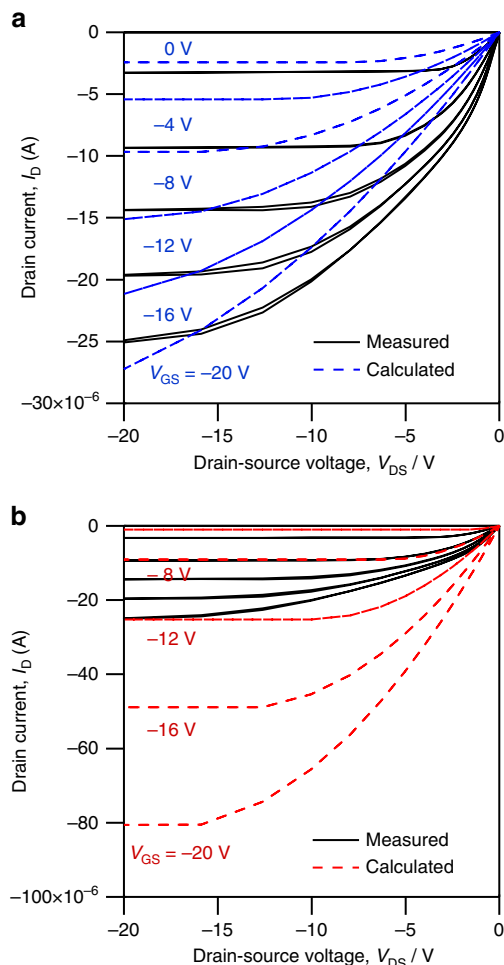 a
0
−5
−10
−15
−20
−25
−30×10⁻⁶
Drain current, I_D (A)
0 V
−4 V
−8 V
−12 V
−16 V
V_GS = −20 V
Measured
Calculated
−20 −15 −10 −5 0
Drain-source voltage, V_DS / V
b
0
−20
−40
−60
−80
−100×10⁻⁶
Drain current, I_D (A)
−8 V
−12 V
−16 V
V_GS = −20 V
Measured
Calculated
−20 −15 −10 −5 0
Drain-source voltage, V_DS / V